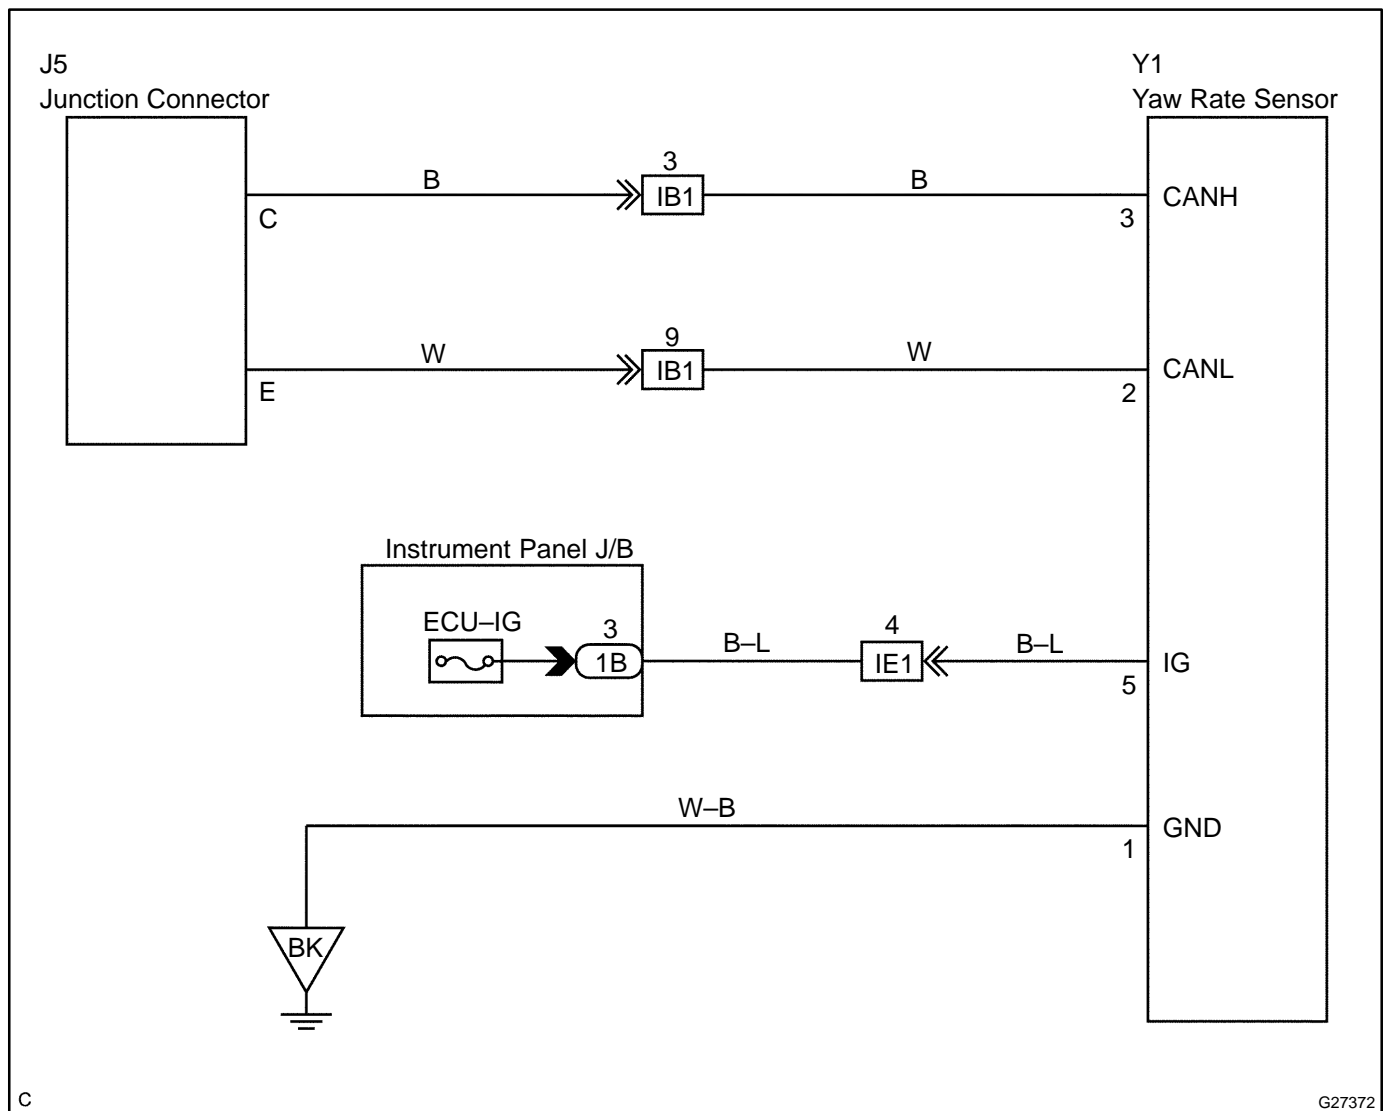 J5
Junction Connector
Y1
Yaw Rate Sensor
B
3
IB1
B
C
3
CANH
W
9
IB1
W
E
2
CANL
Instrument Panel J/B
ECU–IG
3
1B
B–L
4
IE1
B–L
5
IG
W–B
1
GND
BK
C
G27372